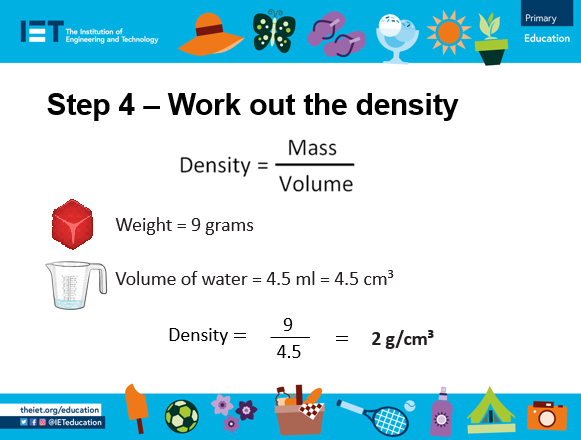 IET
The Institution of
Engineering and Technology
Primary
Education
Step 4 – Work out the density
Density = Mass / Volume
Weight = 9 grams
Volume of water = 4.5 ml = 4.5 cm³
Density = 9 / 4.5 = 2 g/cm³
theiet.org/education
@IETeducation